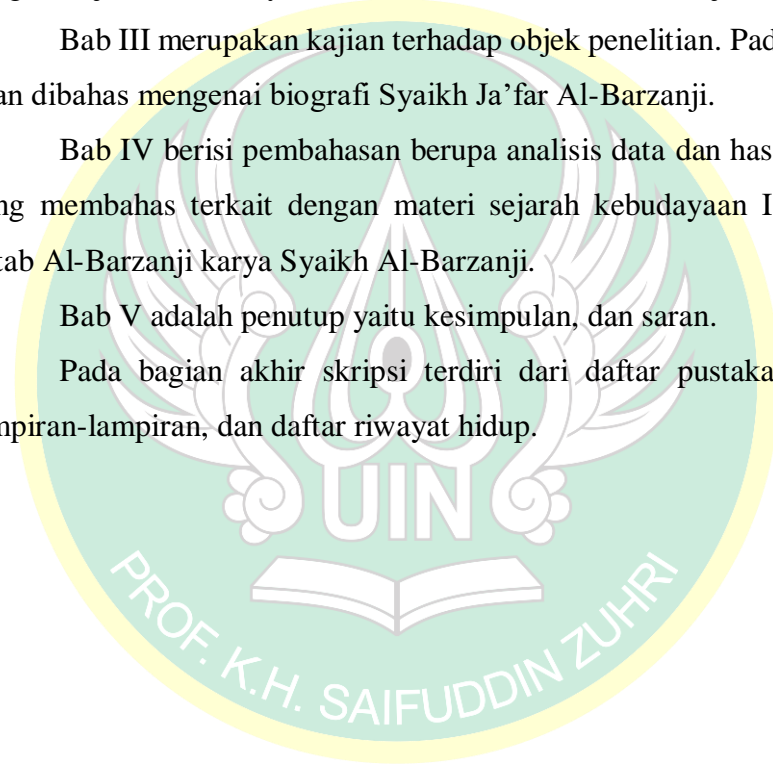 Bab III merupakan kajian terhadap objek penelitian. Pad
an dibahas mengenai biografi Syaikh Ja’far Al-Barzanji.
Bab IV berisi pembahasan berupa analisis data dan has
ng membahas terkait dengan materi sejarah kebudayaan I
tab Al-Barzanji karya Syaikh Al-Barzanji.
Bab V adalah penutup yaitu kesimpulan, dan saran.
Pada bagian akhir skripsi terdiri dari daftar pustaka
mpiran-lampiran, dan daftar riwayat hidup.
UIN
PROF. K.H. SAIFUDDIN ZUHRI